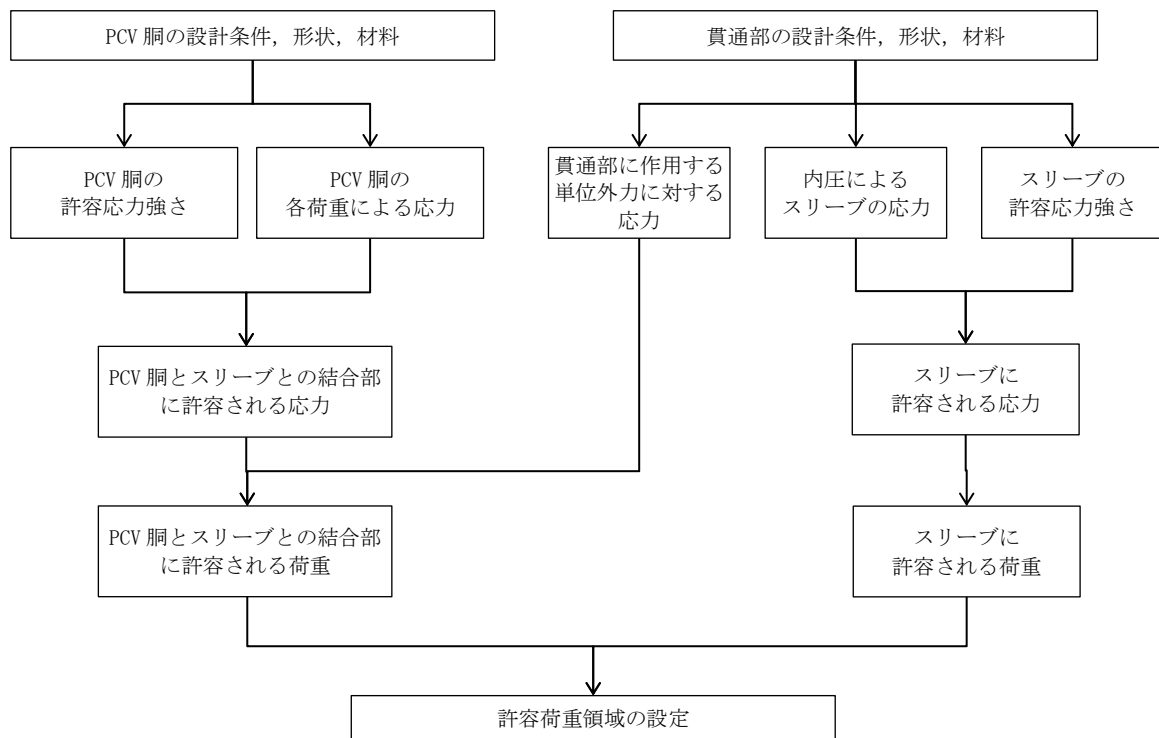 PCV 胴の設計条件，形状，材料
貫通部の設計条件，形状，材料
PCV 胴の
許容応力強さ
PCV 胴の
各荷重による応力
貫通部に作用する
単位外力に対する
応力
内圧による
スリーブの応力
スリーブの
許容応力強さ
PCV 胴とスリーブとの結合部
に許容される応力
スリーブに
許容される応力
PCV 胴とスリーブとの結合部
に許容される荷重
スリーブに
許容される荷重
許容荷重領域の設定